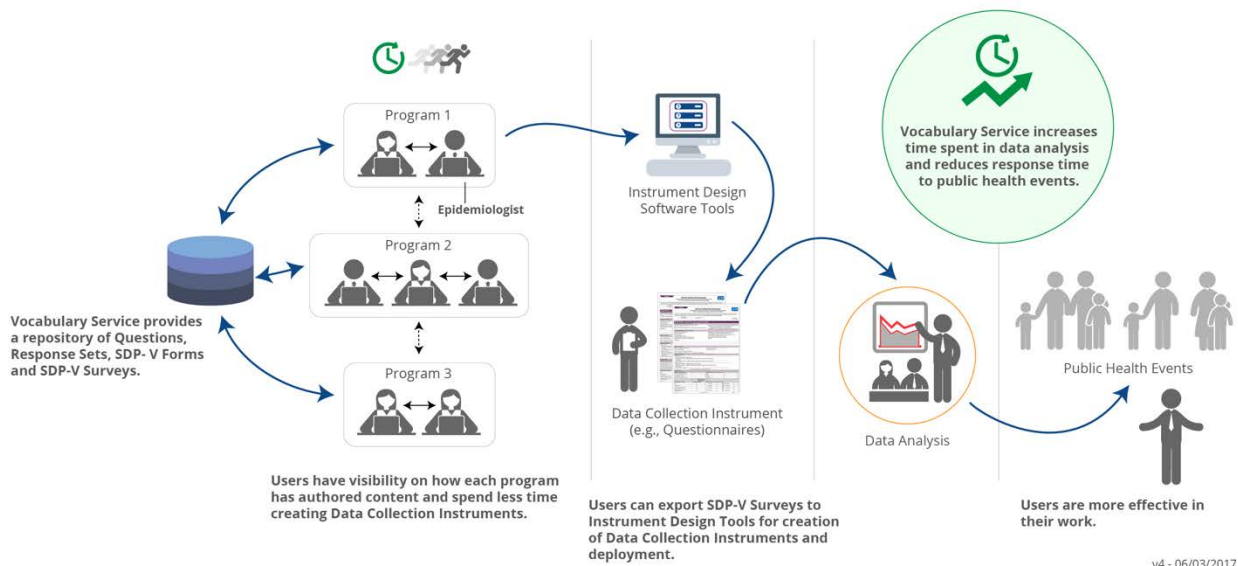 Program 1
Epidemiologist
Program 2
Program 3
Vocabulary Service provides
a repository of Questions,
Response Sets, SDP- V Forms
and SDP-V Surveys.
Users have visibility on how each program
has authored content and spend less time
creating Data Collection Instruments.
Instrument Design
Software Tools
Data Collection Instrument
(e.g., Questionnaires)
Users can export SDP-V Surveys to
Instrument Design Tools for creation
of Data Collection Instruments and
deployment.
Data Analysis
Vocabulary Service increases
time spent in data analysis
and reduces response time
to public health events.
Public Health Events
Users are more effective in
their work.
v4 - 06/03/2017